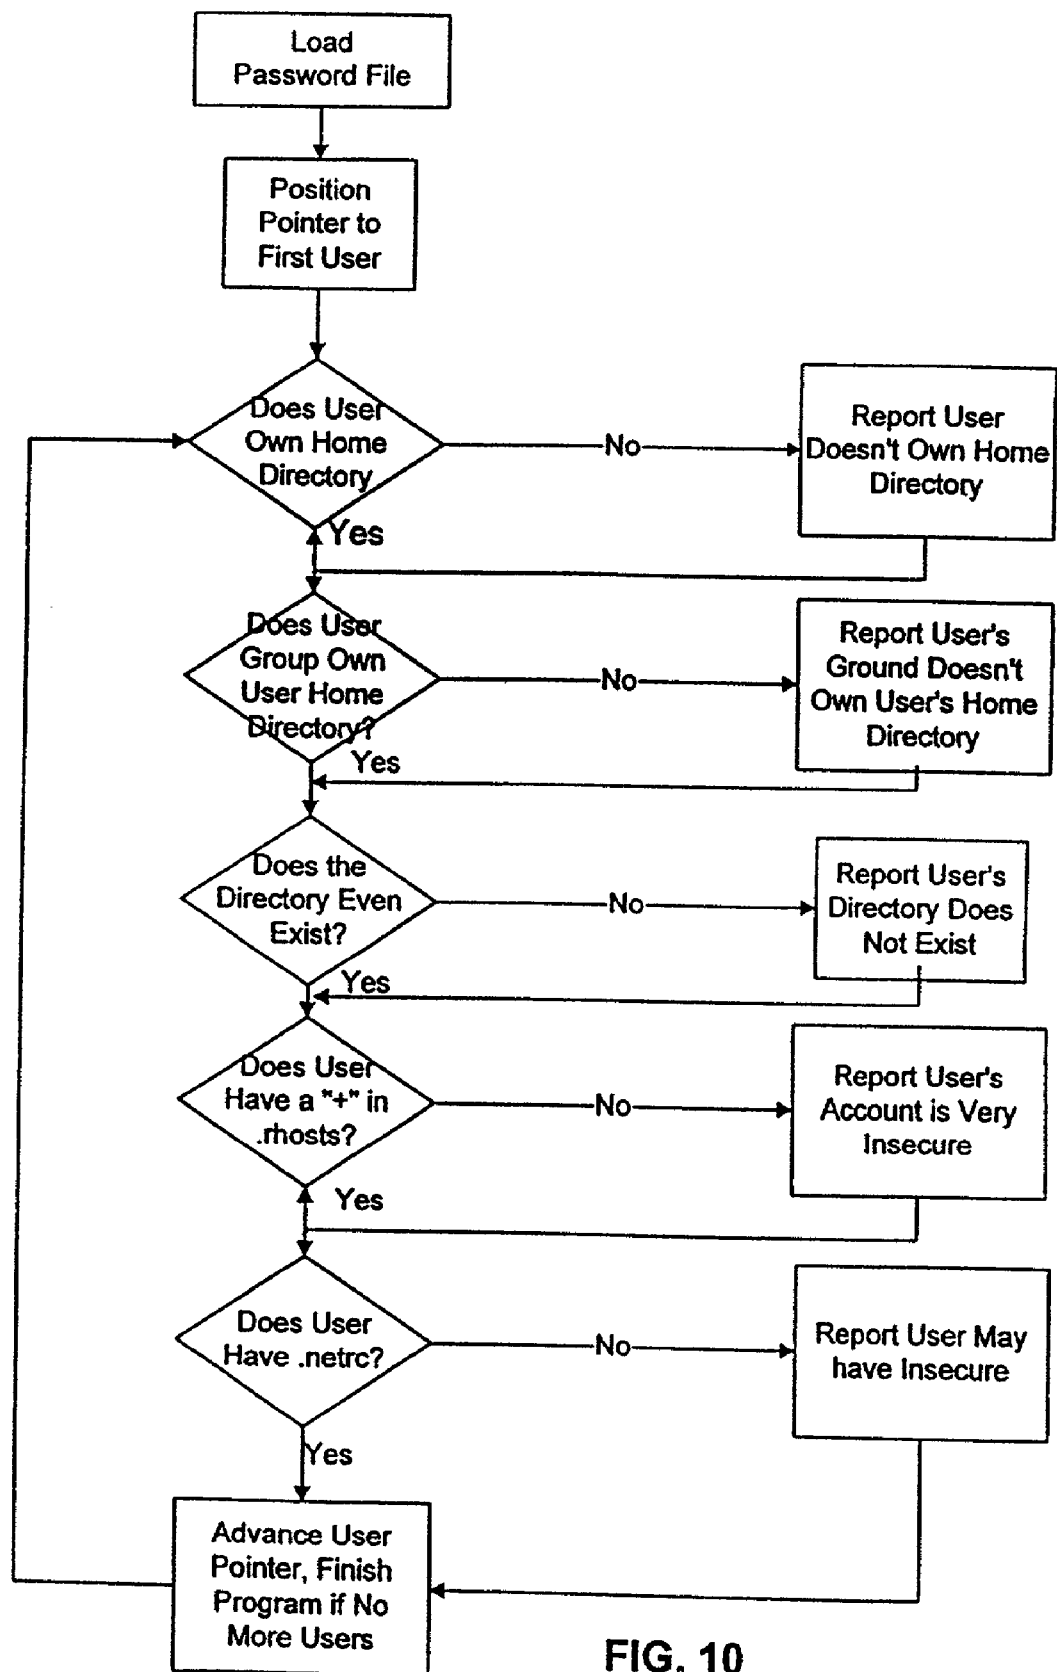 Load
Password File
Position
Pointer to
First User
Does User
Own Home
Directory
No
Report User
Doesn't Own Home
Directory
Yes
Does User
Group Own
User Home
Directory?
No
Report User's
Ground Doesn't
Own User's Home
Directory
Yes
Does the
Directory Even
Exist?
No
Report User's
Directory Does
Not Exist
Yes
Does User
Have a "+" in
.rhosts?
No
Report User's
Account is Very
Insecure
Yes
Does User
Have .netrc?
No
Report User May
have Insecure
Yes
Advance User
Pointer, Finish
Program if No
More Users
FIG. 10